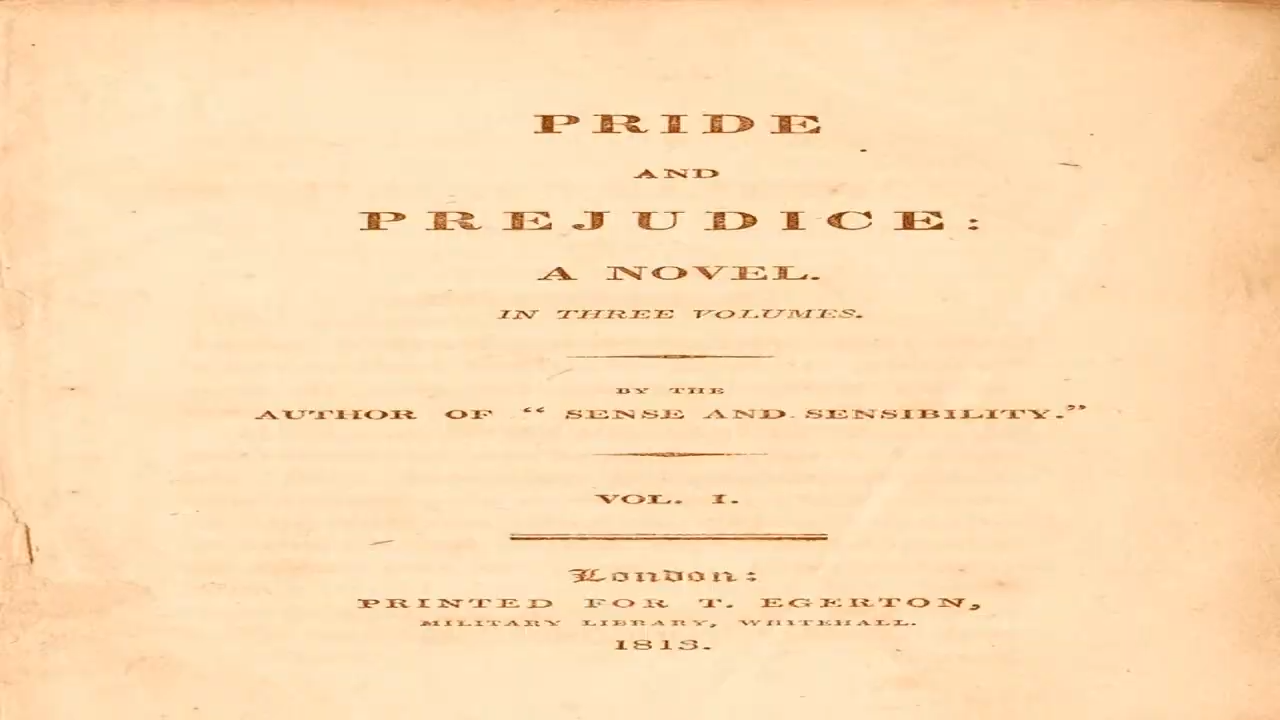 PRIDE
AND
PREJUDICE:
A NOVEL.
IN THREE VOLUMES.
BY THE
AUTHOR OF “ SENSE AND SENSIBILITY.”
VOL. I.
London:
PRINTED FOR T. EGERTON,
MILITARY LIBRARY, WHITEHALL.
1813.